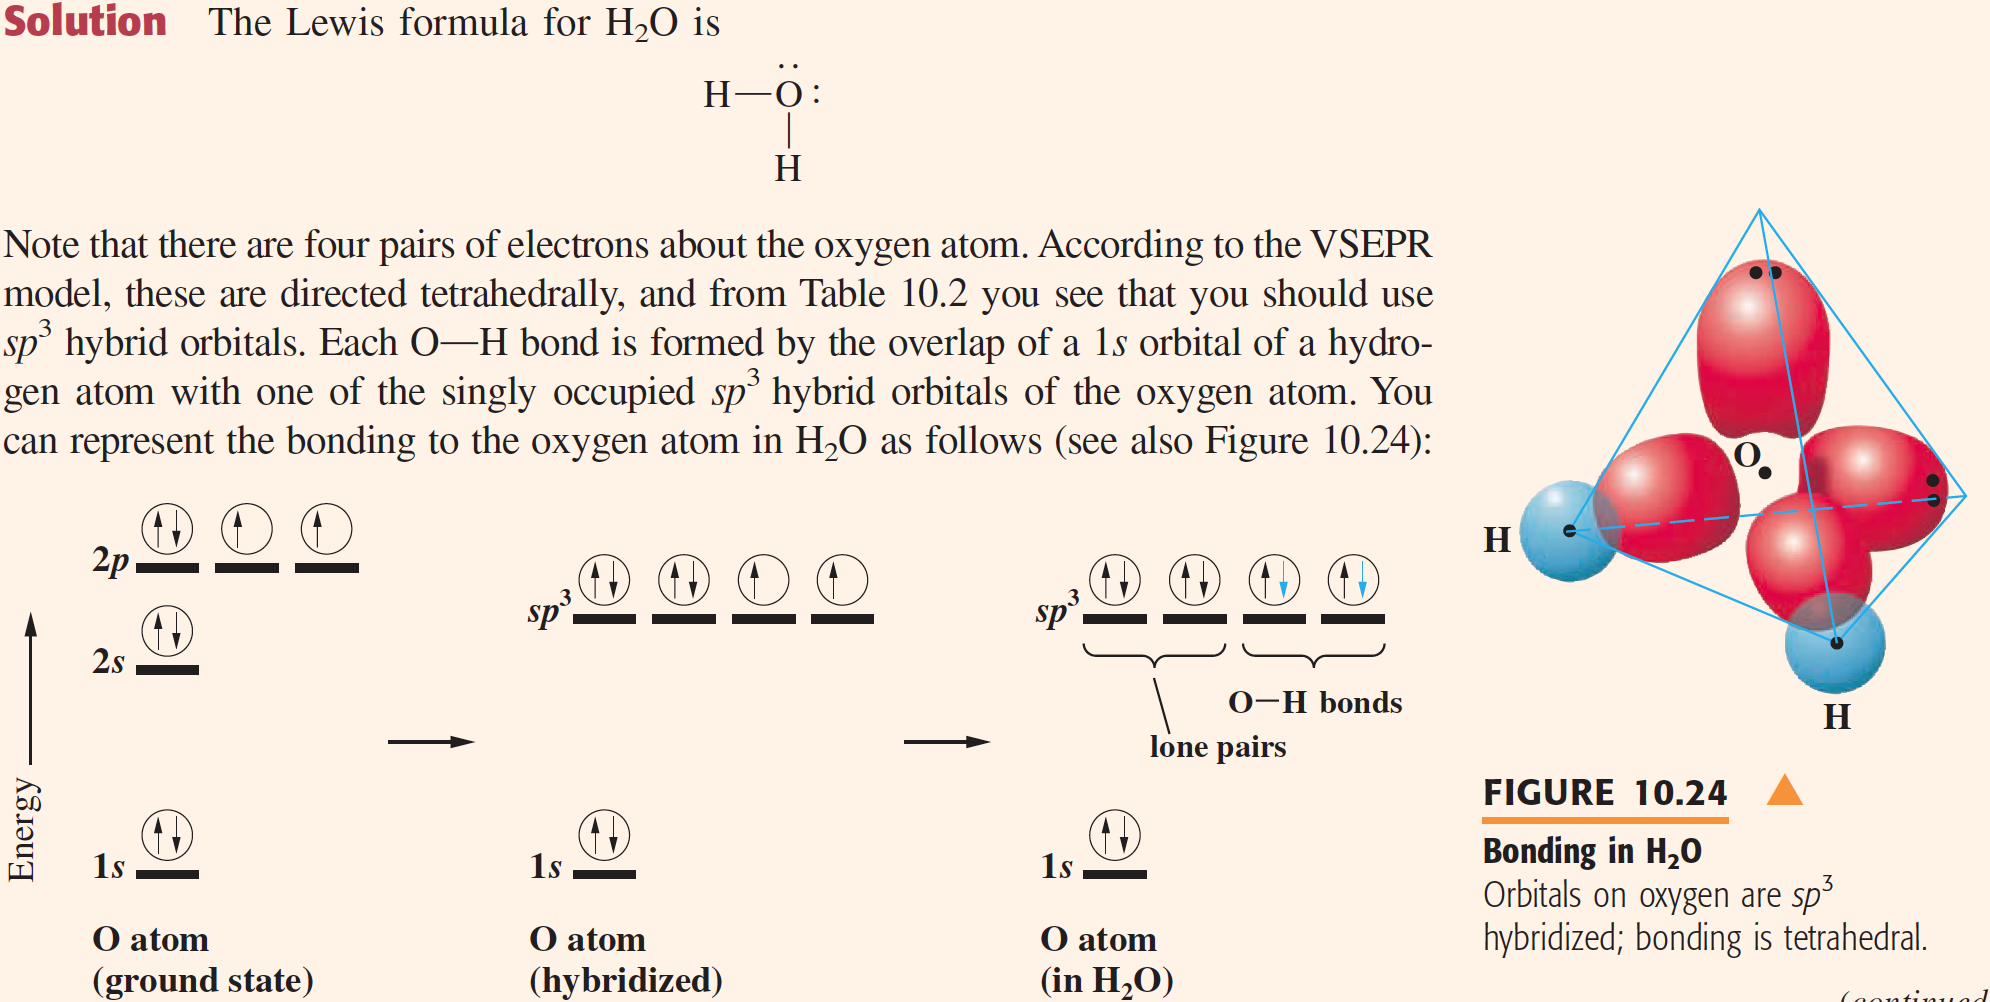 Solution The Lewis formula for H₂O is
H—O:
H
Note that there are four pairs of electrons about the oxygen atom. According to the VSEPR
model, these are directed tetrahedrally, and from Table 10.2 you see that you should use
sp³ hybrid orbitals. Each O—H bond is formed by the overlap of a 1s orbital of a hydro-
gen atom with one of the singly occupied sp³ hybrid orbitals of the oxygen atom. You
can represent the bonding to the oxygen atom in H₂O as follows (see also Figure 10.24):
2p
2s
1s
Energy
O atom
(ground state)
sp³
1s
O atom
(hybridized)
sp³
lone pairs
O—H bonds
1s
O atom
(in H₂O)
O
H
H
FIGURE 10.24
Bonding in H₂O
Orbitals on oxygen are sp³
hybridized; bonding is tetrahedral.